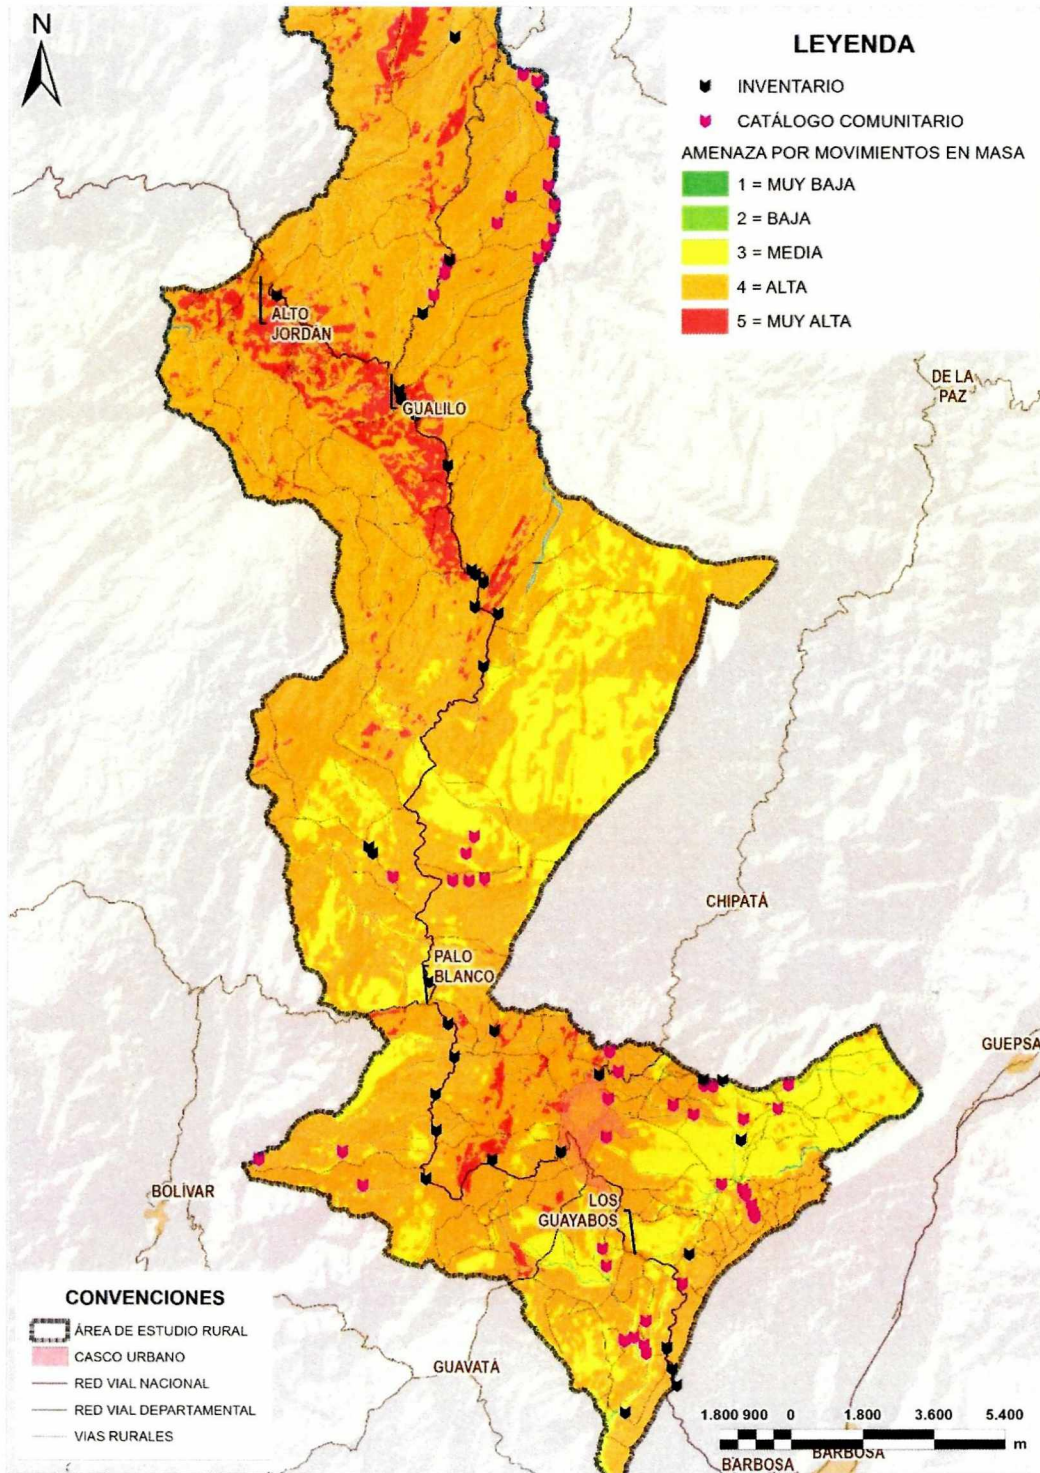 N
LEYENDA
INVENTARIO
CATÁLOGO COMUNITARIO
AMENAZA POR MOVIMIENTOS EN MASA
1 = MUY BAJA
2 = BAJA
3 = MEDIA
4 = ALTA
5 = MUY ALTA
ALTO
JORDÁN
DE LA
PAZ
GUALILO
CHIPATÁ
PALO
BLANCO
GUEPSA
BOLÍVAR
LOS
GUAYABOS
GUAVATÁ
CONVENCIONES
ÁREA DE ESTUDIO RURAL
CASCO URBANO
RED VIAL NACIONAL
RED VIAL DEPARTAMENTAL
VIAS RURALES
1.800 900 0 1.800 3.600 5.400
m
BARBOSA
BARBOSA